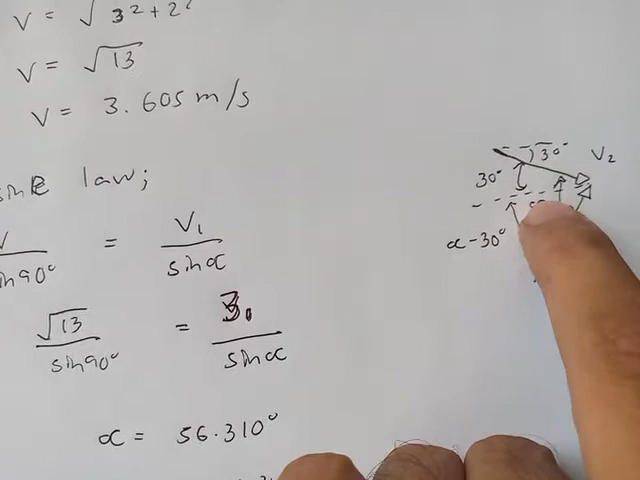 V = √3² + 2²
V = √13
V = 3.605 m/s
sine law;
V / sin90° = V₁ / sinα
√13 / sin90° = 3. / sinα
α = 56.310°
30°
V₂
30°
α-30°